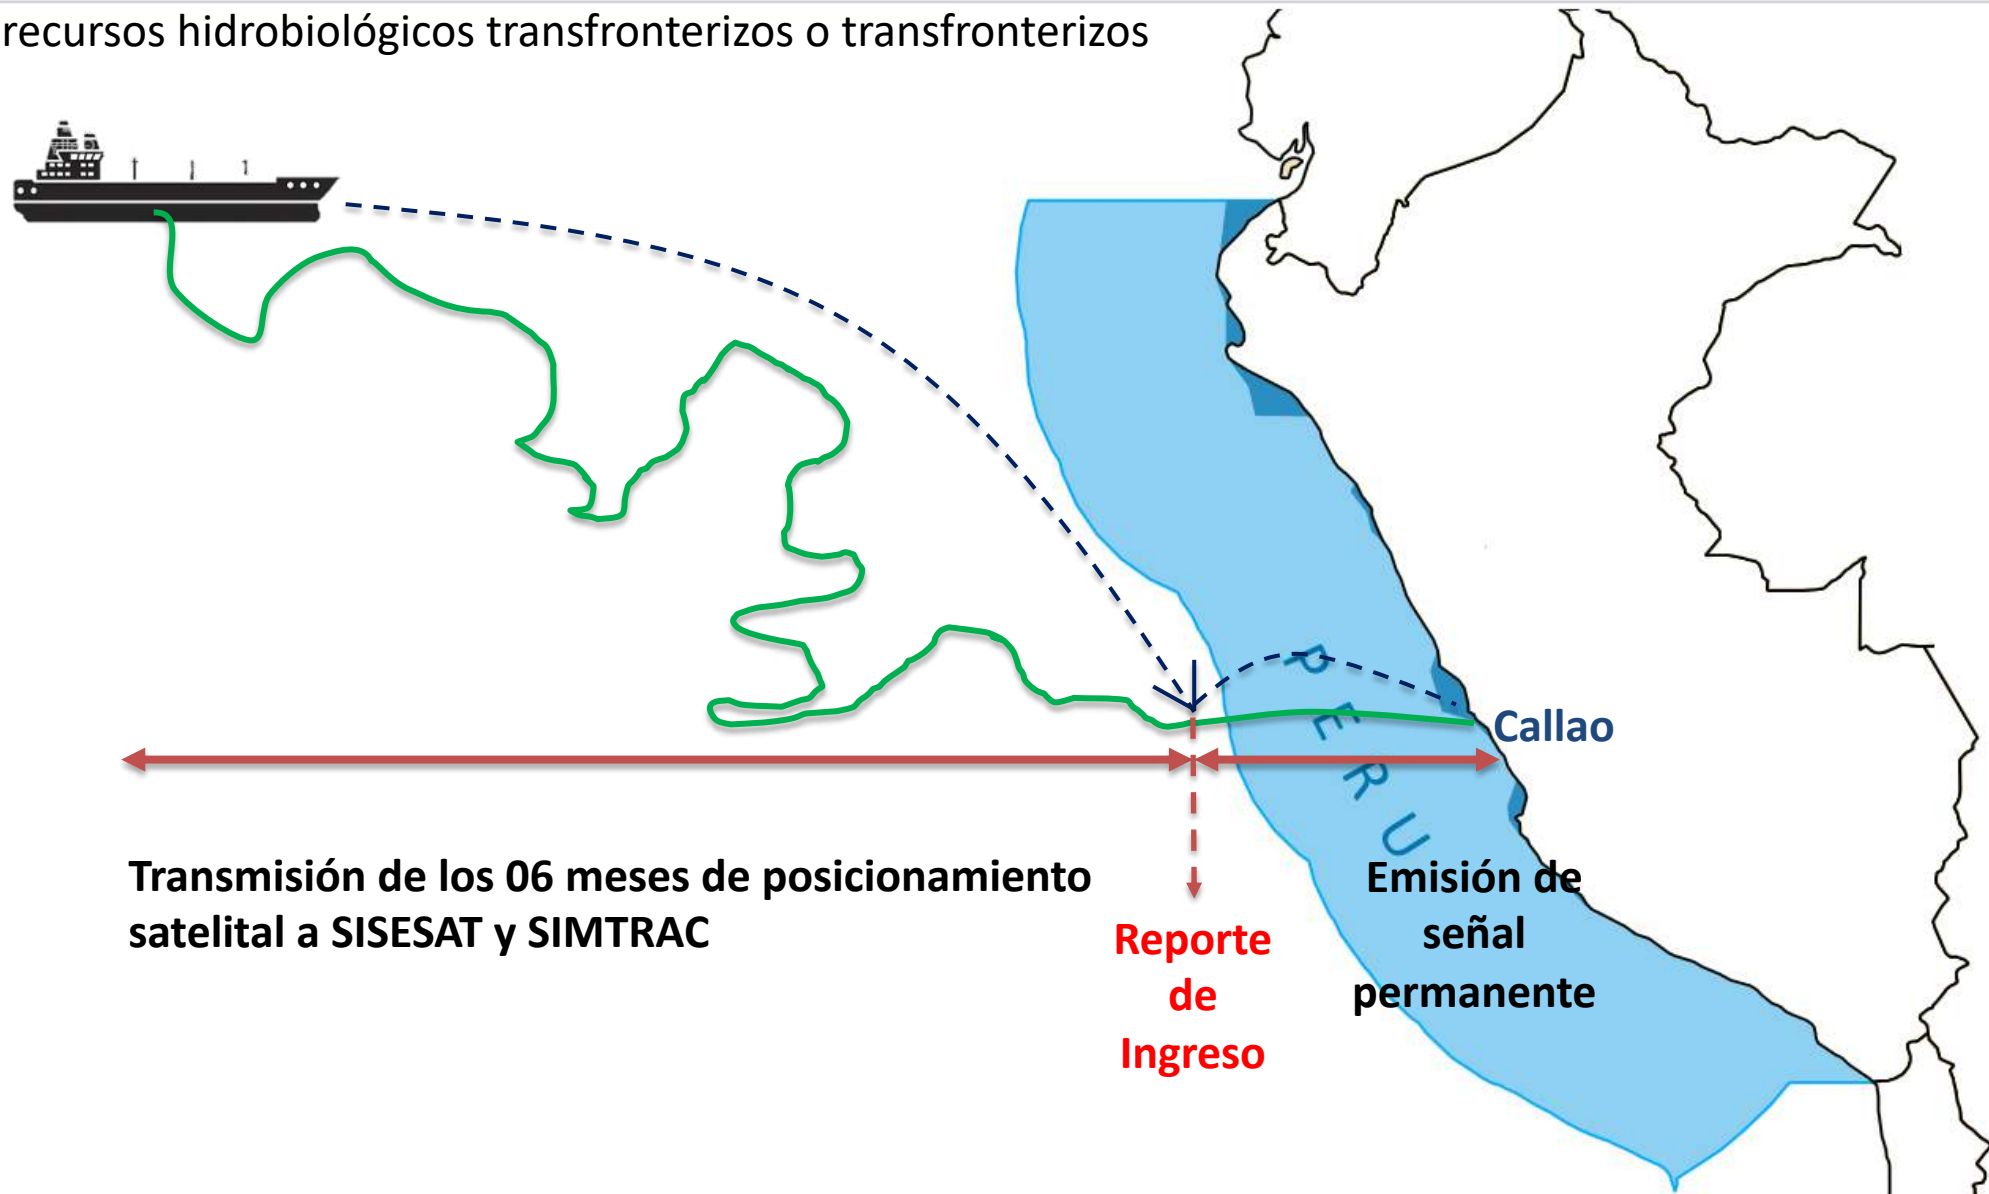 recursos hidrobiológicos transfronterizos o transfronterizos
PERU
Callao
Transmisión de los 06 meses de posicionamiento
satelital a SISESAT y SIMTRAC
Reporte
de
Ingreso
Emisión de
señal
permanente